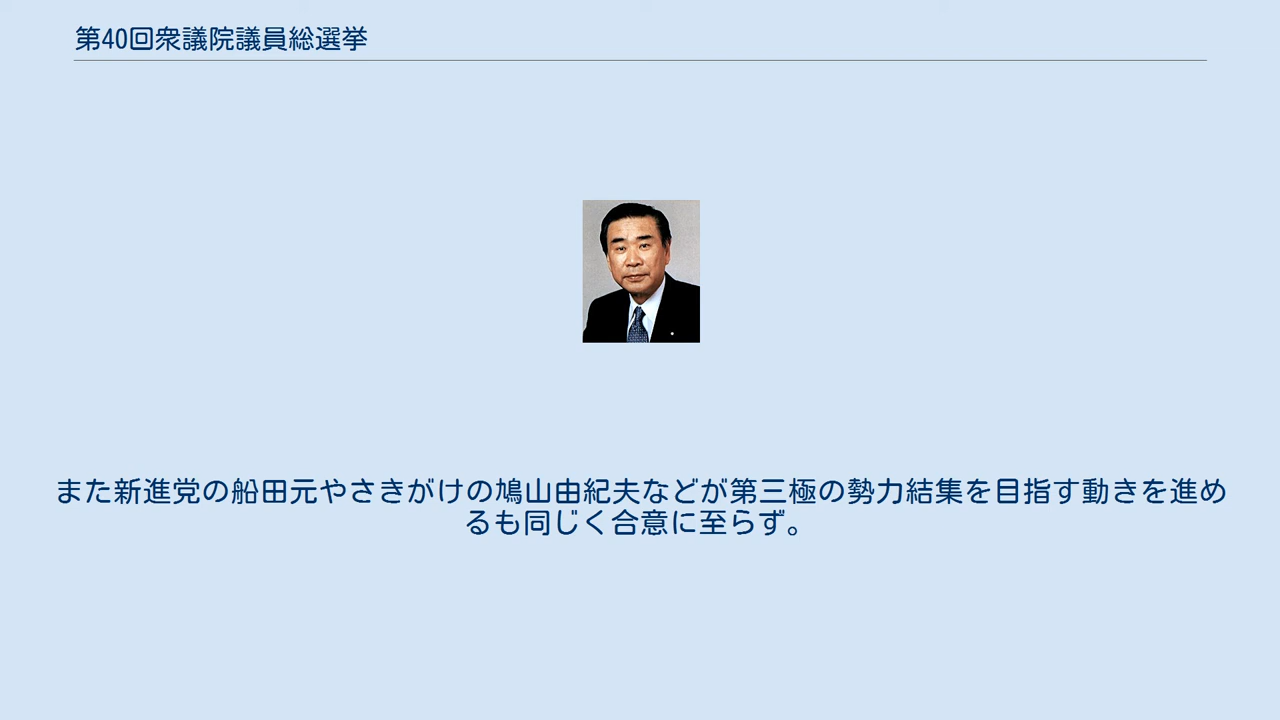 第40回衆議院議員総選挙
また新進党の船田元やさきがけの鳩山由紀夫などが第三極の勢力結集を目指す動きを進め
るも同じく合意に至らず。